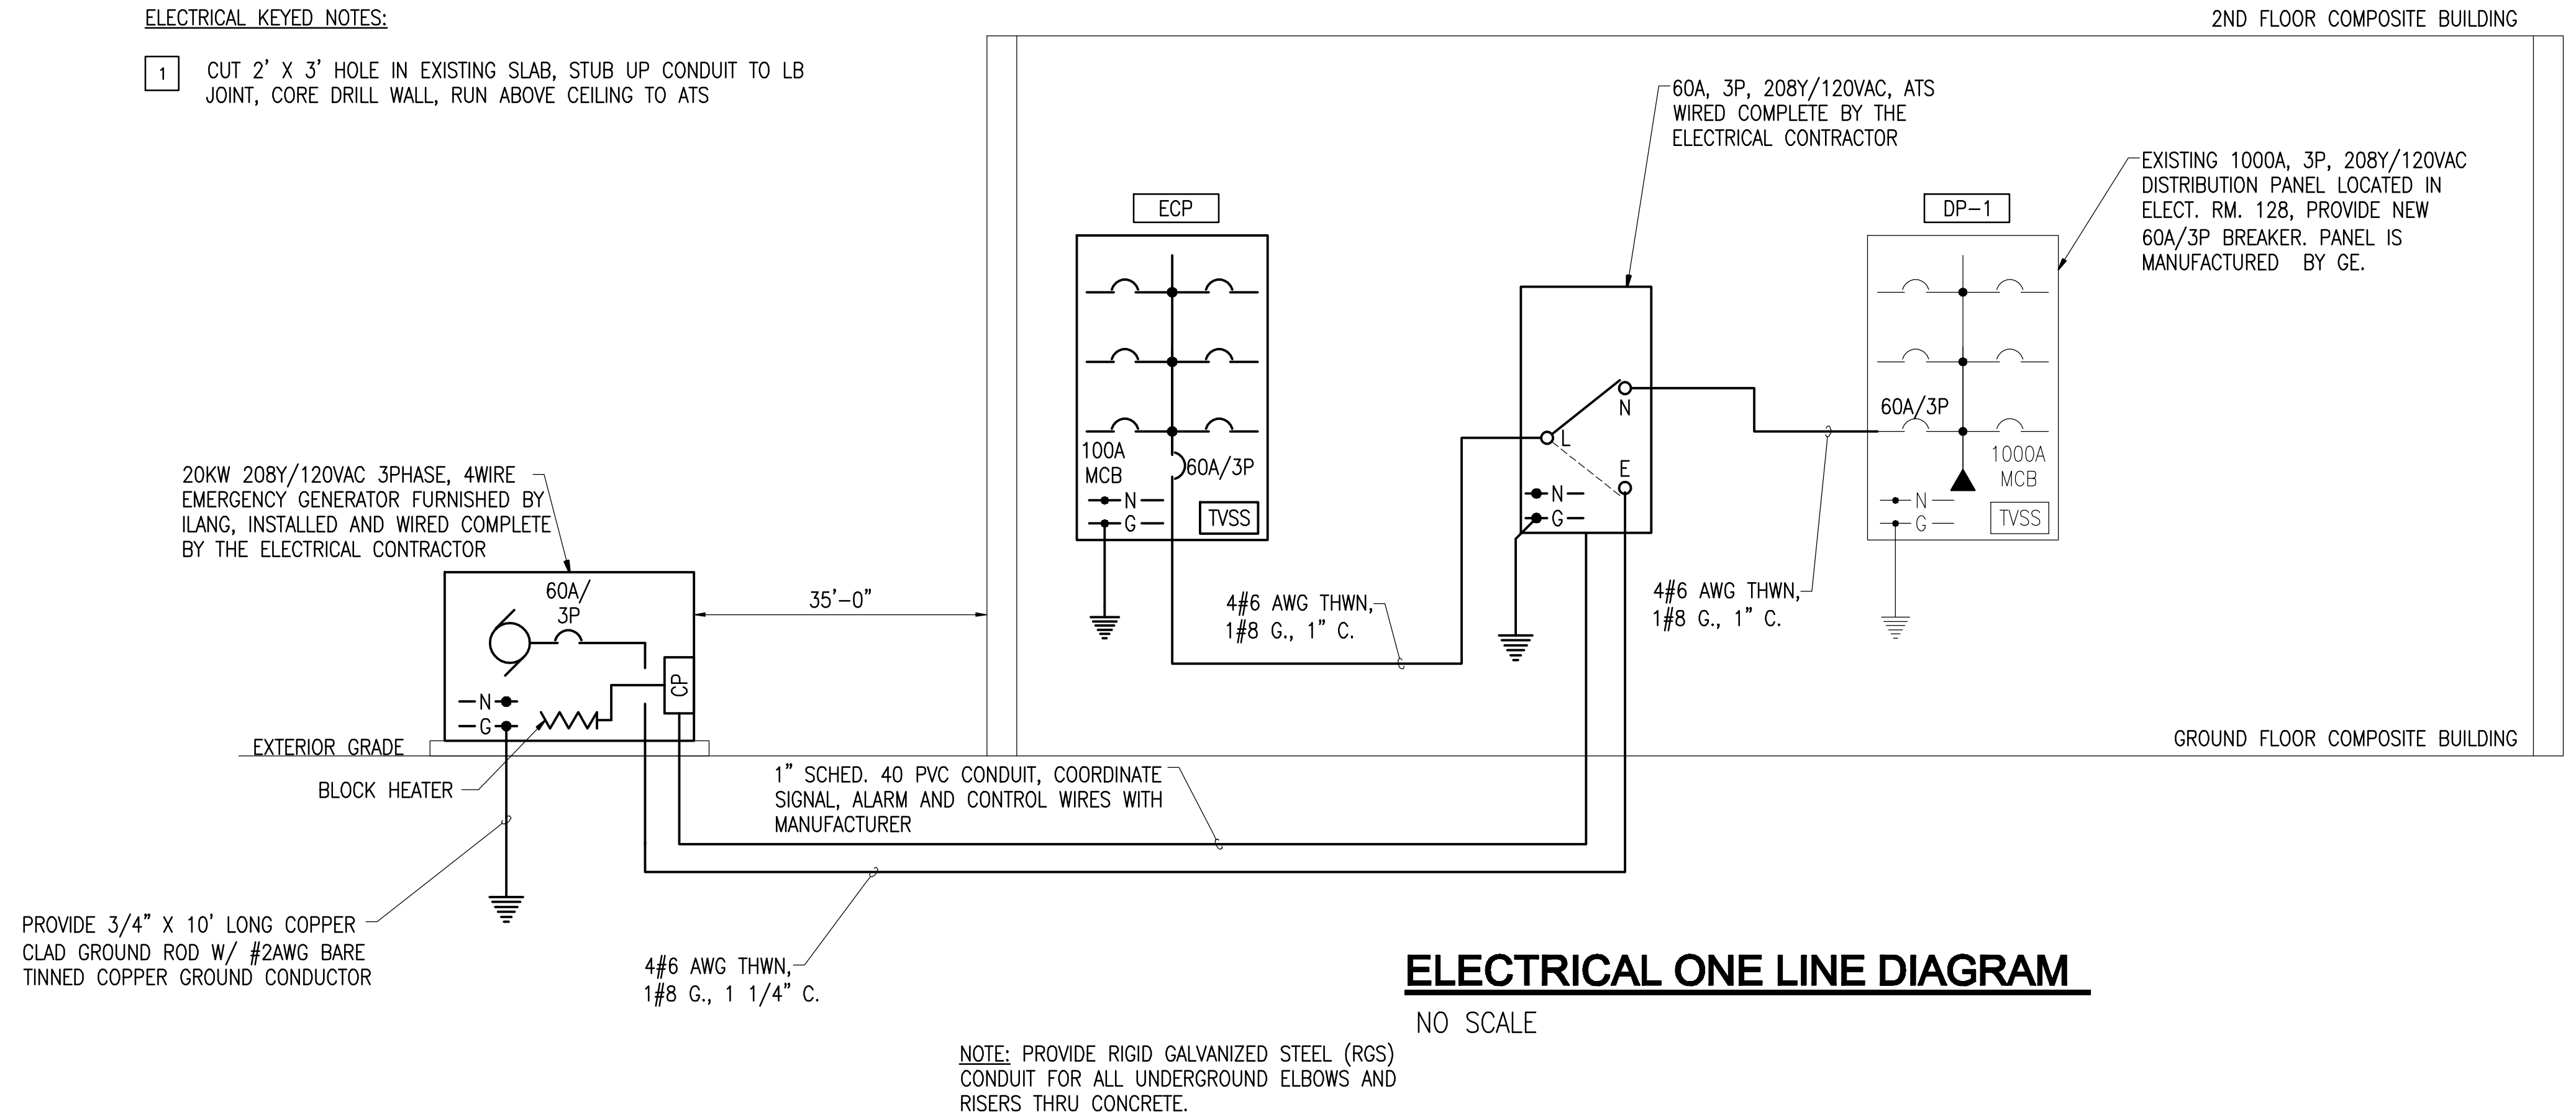 ELECTRICAL KEYED NOTES:
1
CUT 2' X 3' HOLE IN EXISTING SLAB, STUB UP CONDUIT TO LB
JOINT, CORE DRILL WALL, RUN ABOVE CEILING TO ATS
2ND FLOOR COMPOSITE BUILDING
60A, 3P, 208Y/120VAC, ATS
WIRED COMPLETE BY THE
ELECTRICAL CONTRACTOR
EXISTING 1000A, 3P, 208Y/120VAC
DISTRIBUTION PANEL LOCATED IN
ELECT. RM. 128, PROVIDE NEW
60A/3P BREAKER. PANEL IS
MANUFACTURED BY GE.
ECP
100A
MCB
60A/3P
N
G
TVSS
N
L
E
N
G
DP-1
60A/3P
1000A
MCB
N
G
TVSS
20KW 208Y/120VAC 3PHASE, 4WIRE
EMERGENCY GENERATOR FURNISHED BY
ILANG, INSTALLED AND WIRED COMPLETE
BY THE ELECTRICAL CONTRACTOR
60A/
3P
CP
N
G
35'-0"
4#6 AWG THWN,
1#8 G., 1" C.
4#6 AWG THWN,
1#8 G., 1" C.
EXTERIOR GRADE
GROUND FLOOR COMPOSITE BUILDING
BLOCK HEATER
1" SCHED. 40 PVC CONDUIT, COORDINATE
SIGNAL, ALARM AND CONTROL WIRES WITH
MANUFACTURER
PROVIDE 3/4" X 10' LONG COPPER
CLAD GROUND ROD W/ #2AWG BARE
TINNED COPPER GROUND CONDUCTOR
4#6 AWG THWN,
1#8 G., 1 1/4" C.
ELECTRICAL ONE LINE DIAGRAM
NO SCALE
NOTE: PROVIDE RIGID GALVANIZED STEEL (RGS)
CONDUIT FOR ALL UNDERGROUND ELBOWS AND
RISERS THRU CONCRETE.